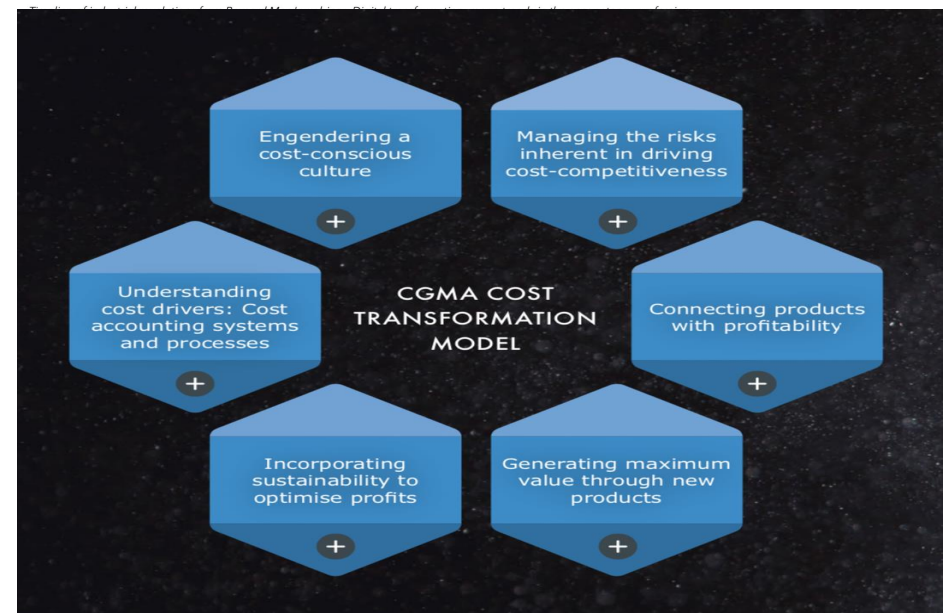 Engendering a
cost-conscious
culture
Managing the risks
inherent in driving
cost-competitiveness
Understanding
cost drivers: Cost
accounting systems
and processes
CGMA COST
TRANSFORMATION
MODEL
Connecting products
with profitability
Incorporating
sustainability to
optimise profits
Generating maximum
value through new
products